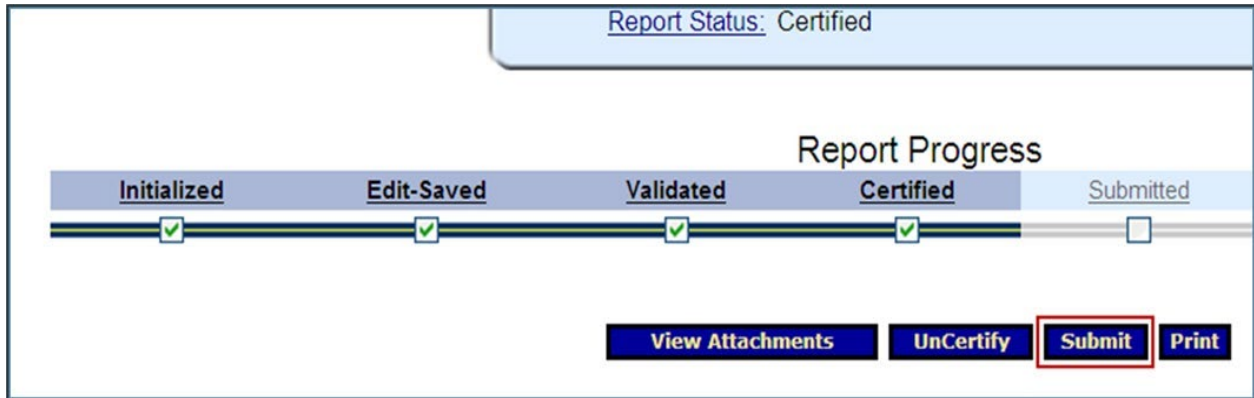 Report Status: Certified
Report Progress
Initialized Edit-Saved Validated Certified Submitted
View Attachments UnCertify Submit Print